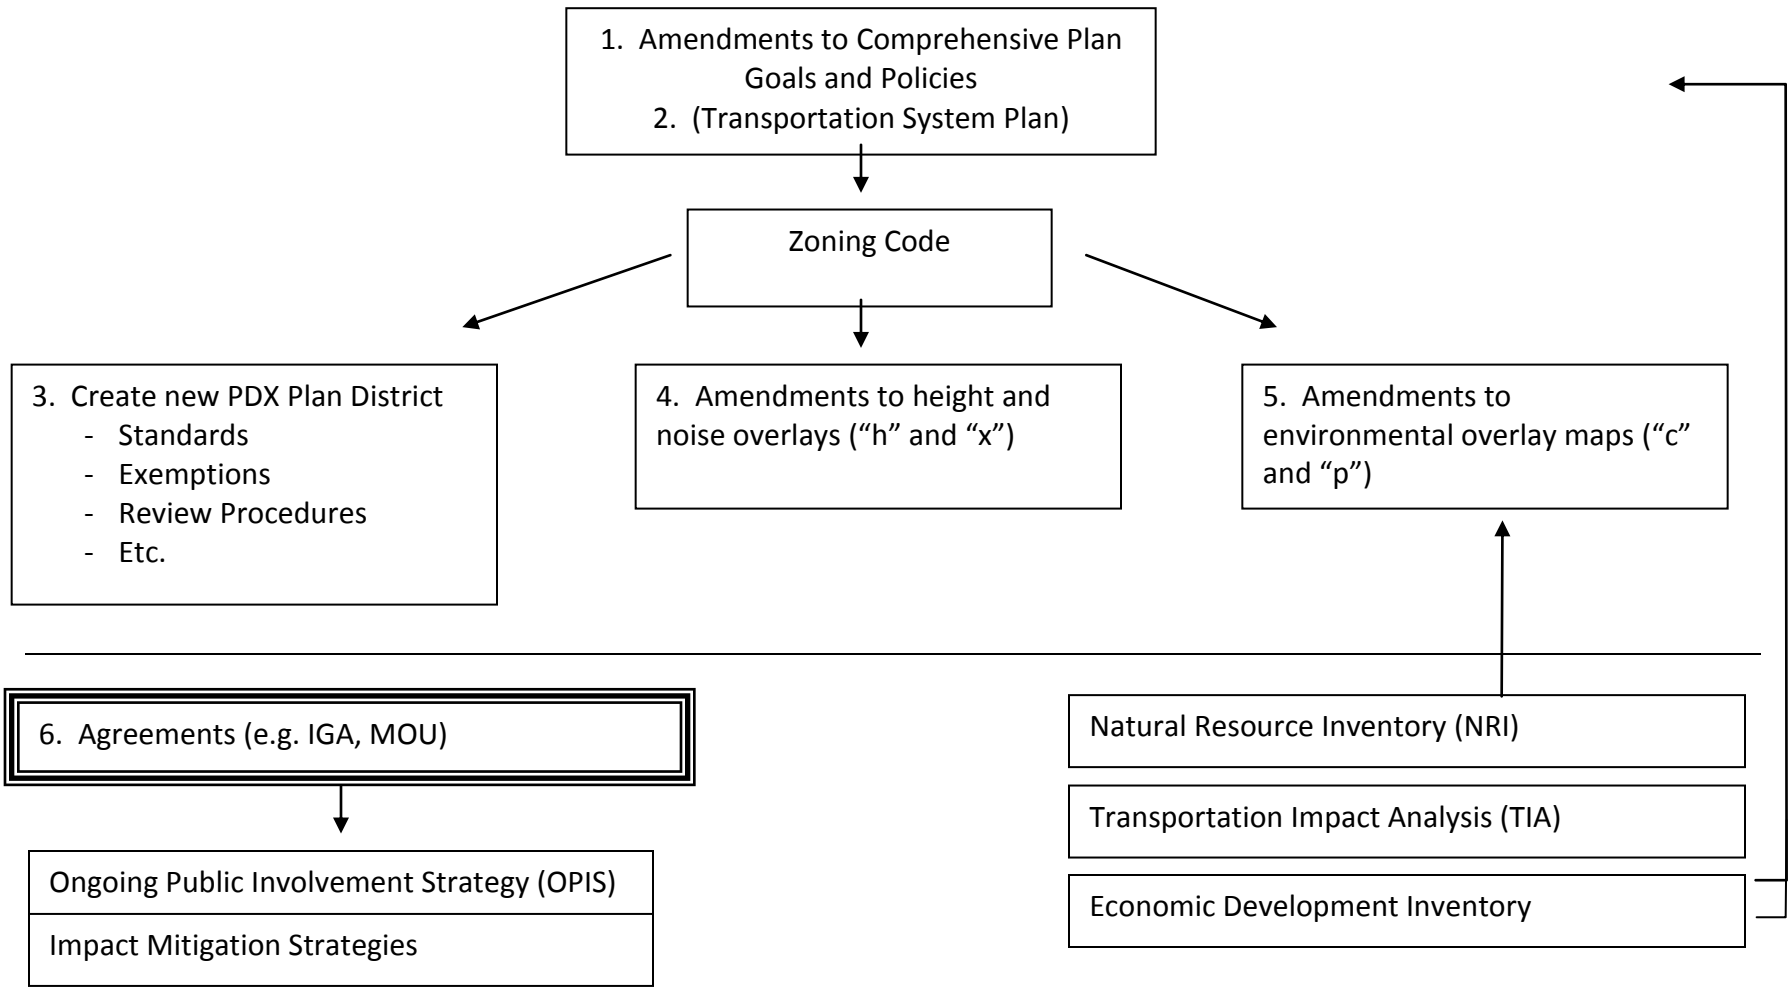 1. Amendments to Comprehensive Plan
Goals and Policies
2. (Transportation System Plan)
Zoning Code
3. Create new PDX Plan District
- Standards
- Exemptions
- Review Procedures
- Etc.
4. Amendments to height and
noise overlays (“h” and “x”)
5. Amendments to
environmental overlay maps (“c”
and “p”)
6. Agreements (e.g. IGA, MOU)
Ongoing Public Involvement Strategy (OPIS)
Impact Mitigation Strategies
Natural Resource Inventory (NRI)
Transportation Impact Analysis (TIA)
Economic Development Inventory